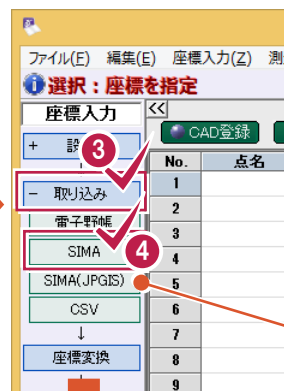 ファイル(F) 編集(E) 座標入力(Z) 測
選択：座標を指定
座標入力 <<
CAD登録
+ 設
3
No. 点名
− 取り込み
電子野帳
SIMA
4
SIMA(JPGIS)
CSV
↓
座標変換
1
2
3
4
5
6
7
8
9